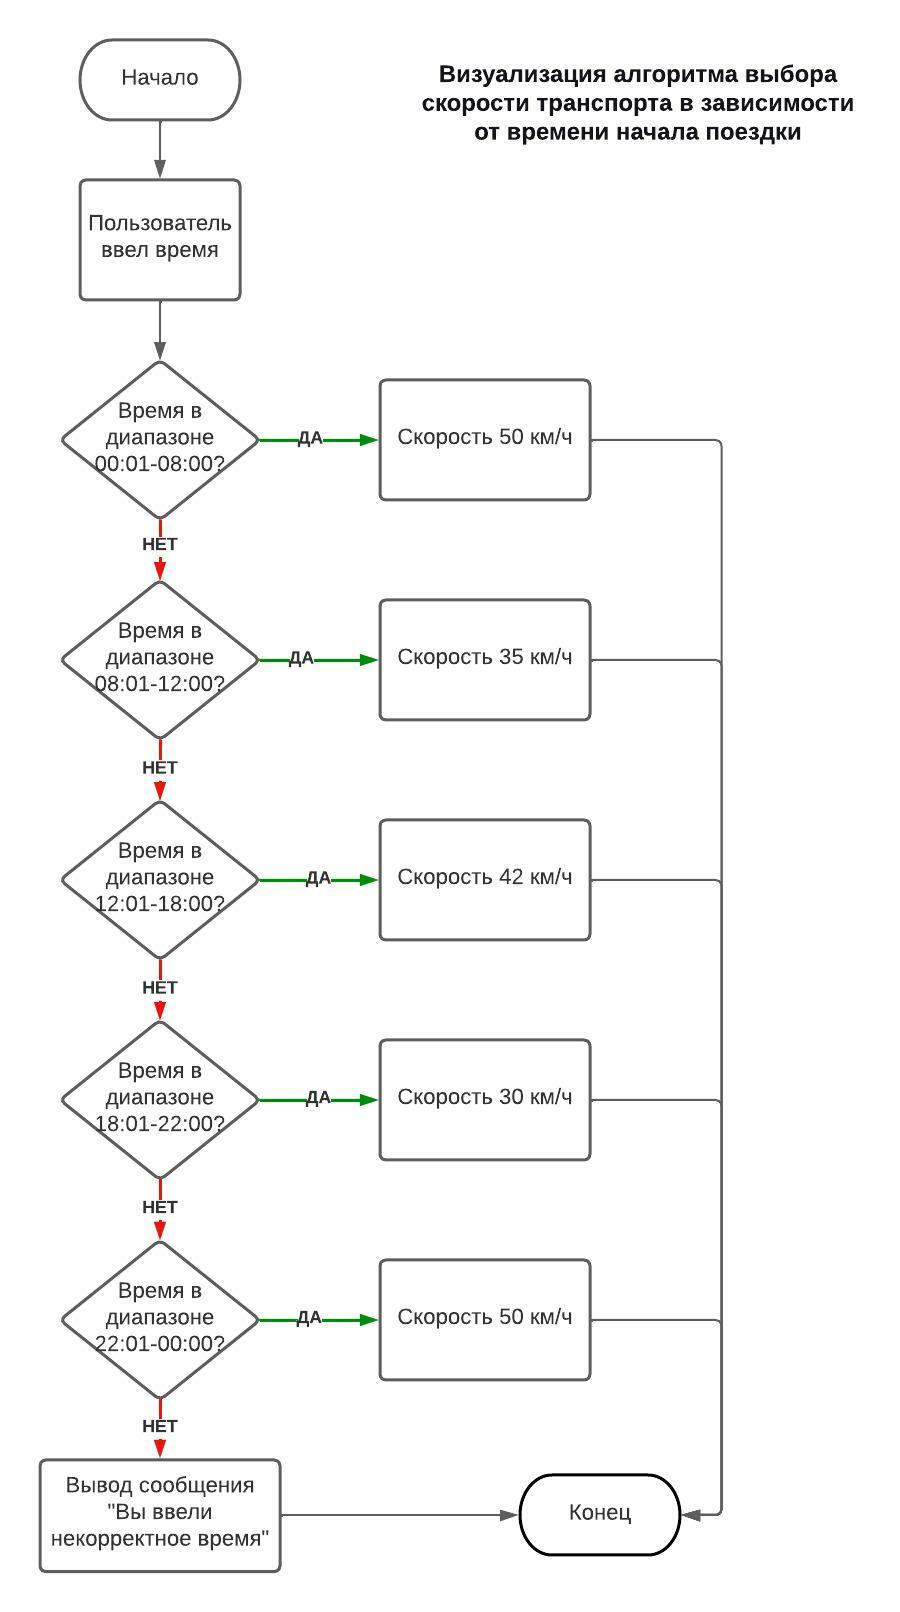 Начало
Визуализация алгоритма выбора
скорости транспорта в зависимости
от времени начала поездки
Пользователь
ввел время
Время в
диапазоне
00:01-08:00?
ДА
Скорость 50 км/ч
НЕТ
Время в
диапазоне
08:01-12:00?
ДА
Скорость 35 км/ч
НЕТ
Время в
диапазоне
12:01-18:00?
ДА
Скорость 42 км/ч
НЕТ
Время в
диапазоне
18:01-22:00?
ДА
Скорость 30 км/ч
НЕТ
Время в
диапазоне
22:01-00:00?
ДА
Скорость 50 км/ч
НЕТ
Вывод сообщения
"Вы ввели
некорректное время"
Конец